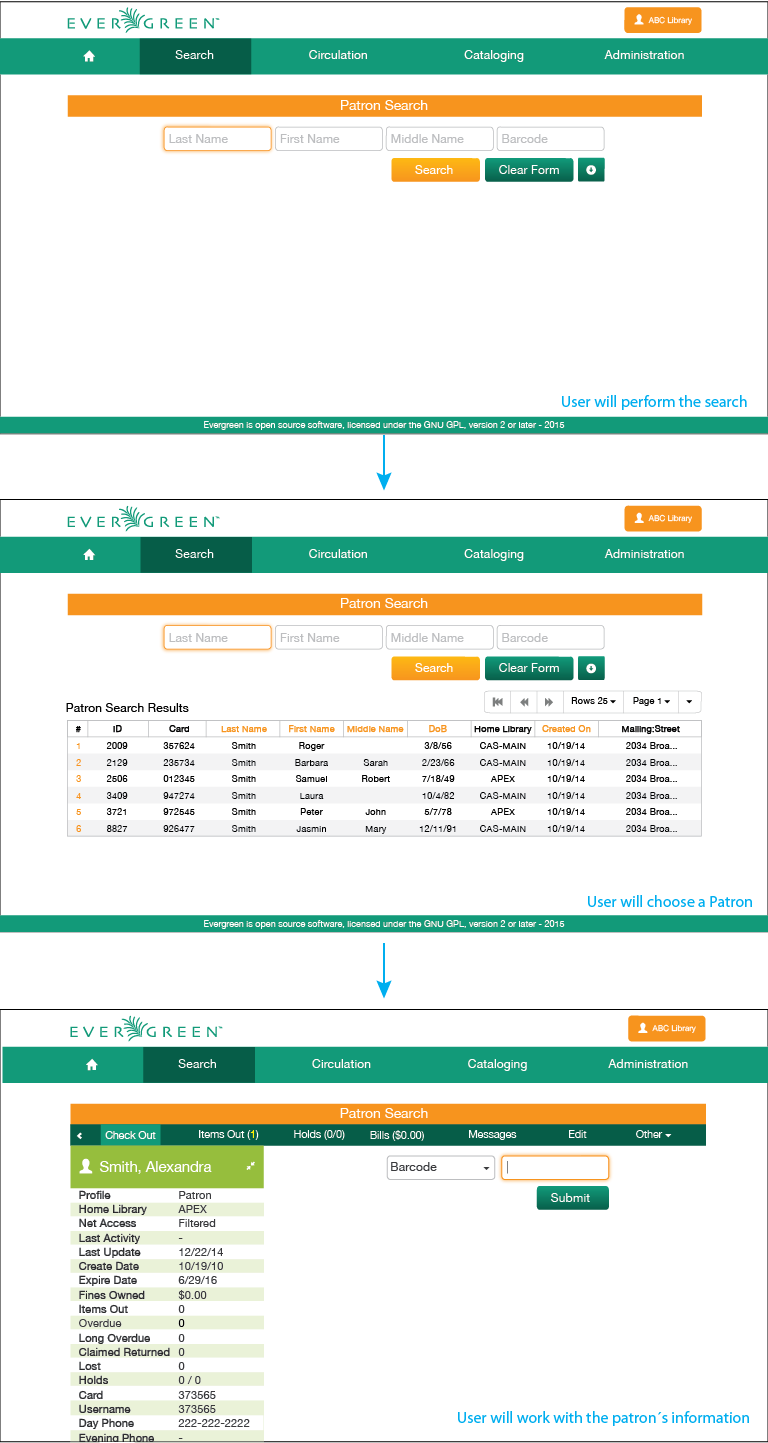 EVERGREEN™
ABC Library
Search Circulation Cataloging Administration
Patron Search
Last Name First Name Middle Name Barcode
Search Clear Form
User will perform the search
Evergreen is open source software, licensed under the GNU GPL, version 2 or later - 2015
EVERGREEN™
ABC Library
Search Circulation Cataloging Administration
Patron Search
Last Name First Name Middle Name Barcode
Search Clear Form
Patron Search Results Rows 25 Page 1
# ID Card Last Name First Name Middle Name DoB Home Library Created On Mailing:Street
1 2009 357624 Smith Roger 3/8/56 CAS-MAIN 10/19/14 2034 Broa...
2 2129 235734 Smith Barbara Sarah 2/23/66 CAS-MAIN 10/19/14 2034 Broa...
3 2506 012345 Smith Samuel Robert 7/18/49 APEX 10/19/14 2034 Broa...
4 3409 947274 Smith Laura 10/4/82 CAS-MAIN 10/19/14 2034 Broa...
5 3721 972545 Smith Peter John 5/7/78 APEX 10/19/14 2034 Broa...
6 8827 926477 Smith Jasmin Mary 12/11/91 CAS-MAIN 10/19/14 2034 Broa...
User will choose a Patron
Evergreen is open source software, licensed under the GNU GPL, version 2 or later - 2015
EVERGREEN™
ABC Library
Search Circulation Cataloging Administration
Patron Search
Check Out Items Out (1) Holds (0/0) Bills ($0.00) Messages Edit Other
Smith, Alexandra
Barcode
Submit
Profile Patron
Home Library APEX
Net Access Filtered
Last Activity -
Last Update 12/22/14
Create Date 10/19/10
Expire Date 6/29/16
Fines Owned $0.00
Items Out 0
Overdue 0
Long Overdue 0
Claimed Returned 0
Lost 0
Holds 0 / 0
Card 373565
Username 373565
Day Phone 222-222-2222
Evening Phone -
User will work with the patron´s information